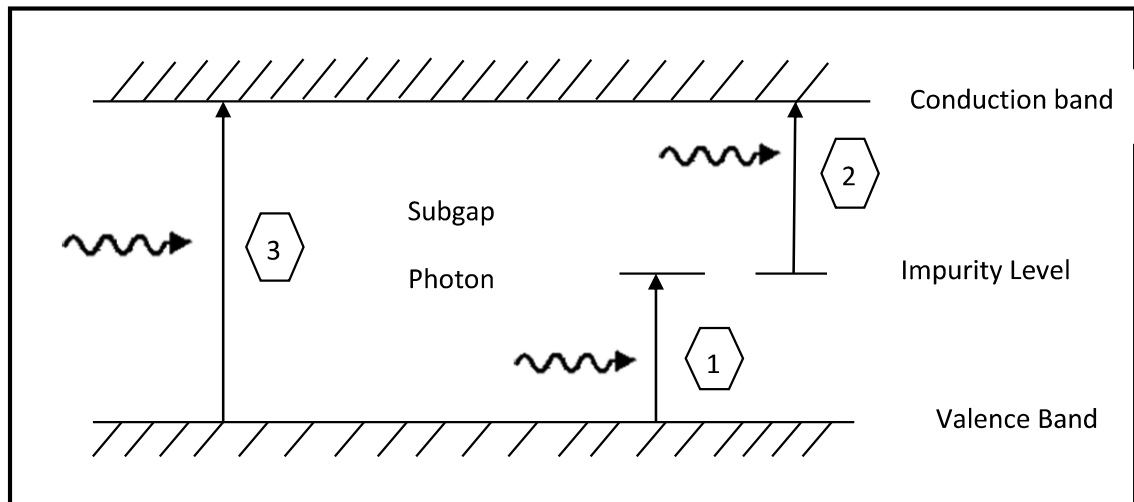 Conduction band
2
Subgap
3
Photon
Impurity Level
1
Valence Band